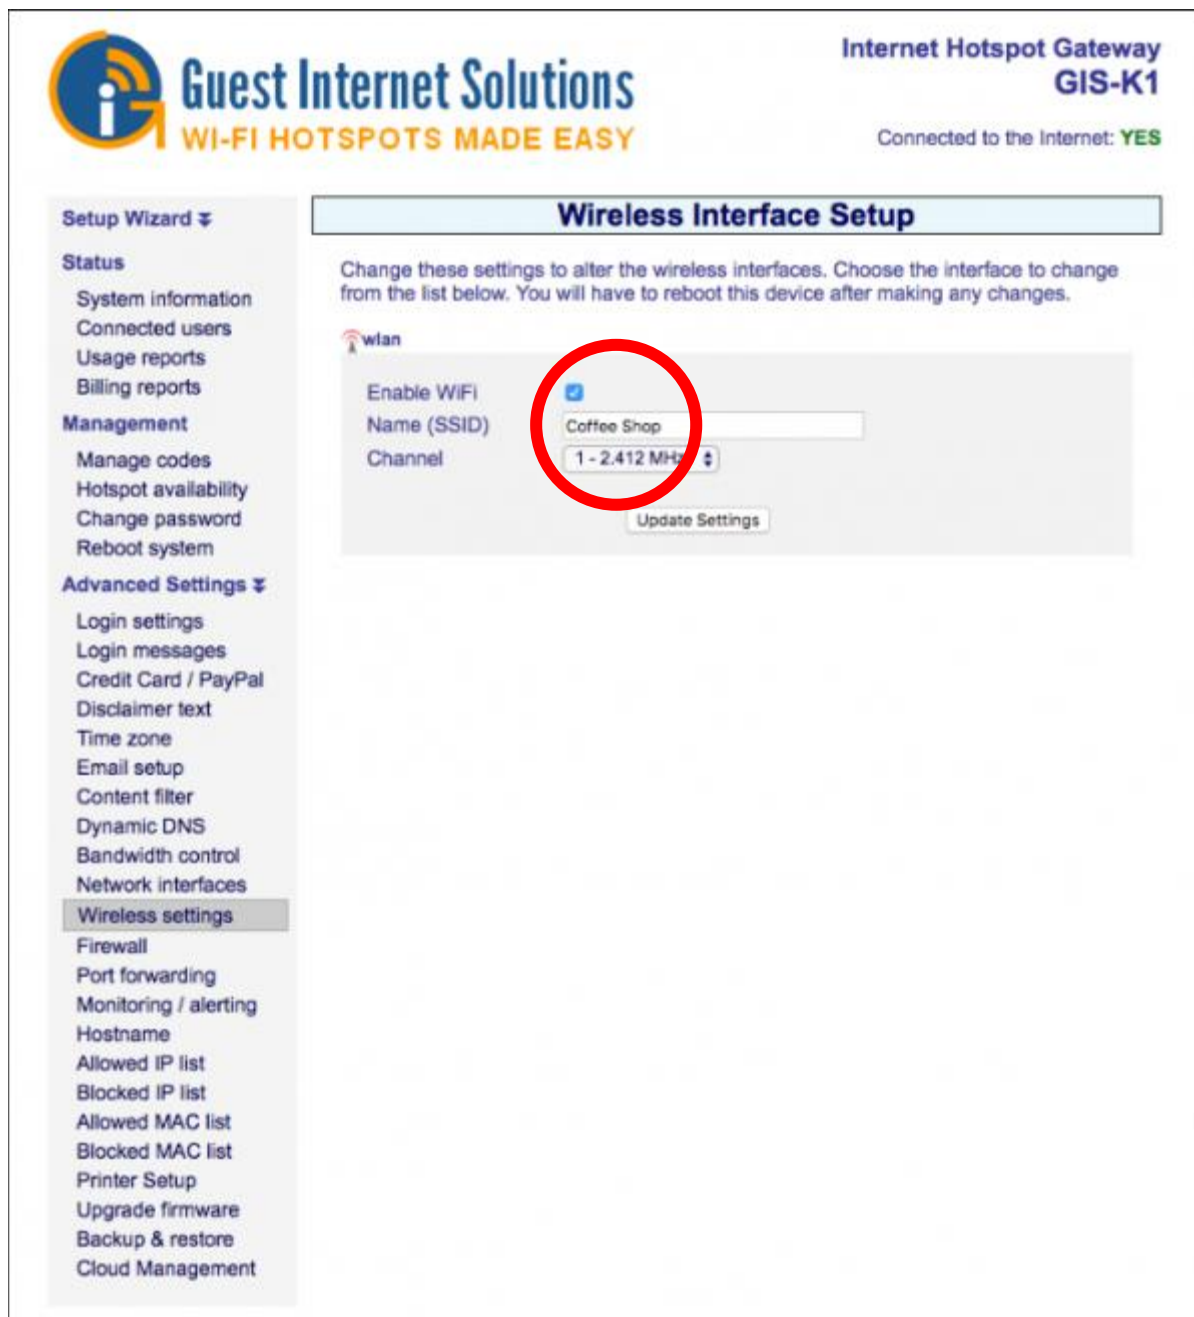 Guest Internet Solutions
WI-FI HOTSPOTS MADE EASY
Internet Hotspot Gateway
GIS-K1
Connected to the Internet: YES
Setup Wizard
Status
System information
Connected users
Usage reports
Billing reports
Management
Manage codes
Hotspot availability
Change password
Reboot system
Advanced Settings
Login settings
Login messages
Credit Card / PayPal
Disclaimer text
Time zone
Email setup
Content filter
Dynamic DNS
Bandwidth control
Network interfaces
Wireless settings
Firewall
Port forwarding
Monitoring / alerting
Hostname
Allowed IP list
Blocked IP list
Allowed MAC list
Blocked MAC list
Printer Setup
Upgrade firmware
Backup & restore
Cloud Management
Wireless Interface Setup
Change these settings to alter the wireless interfaces. Choose the interface to change
from the list below. You will have to reboot this device after making any changes.
wlan
Enable WiFi
Name (SSID) Coffee Shop
Channel 1 - 2.412 MHz
Update Settings